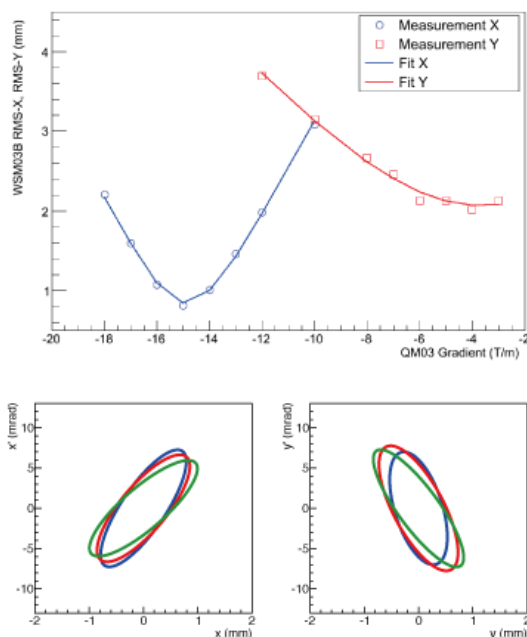 WSM03B RMS-X, RMS-Y (mm)
4
3
2
1
Measurement X
Measurement Y
Fit X
Fit Y
-20 -18 -16 -14 -12 -10 -8 -6 -4 -2
QM03 Gradient (T/m)
x' (mrad)
10
5
0
-5
-10
-2 -1 0 1 2
x (mm)
y' (mrad)
10
5
0
-5
-10
-2 -1 0 1 2
y (mm)